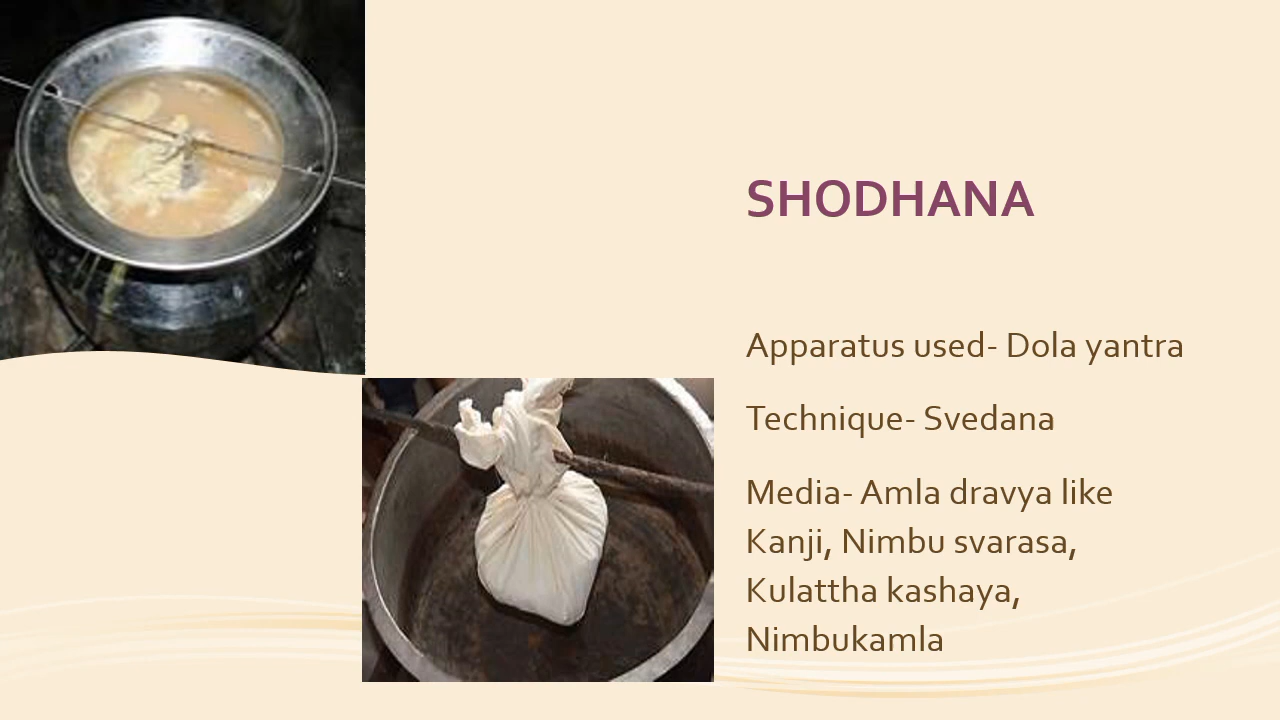 SHODHANA
Apparatus used- Dola yantra
Technique- Svedana
Media- Amla dravya like
Kanji, Nimbu svarasa,
Kulattha kashaya,
Nimbukamla